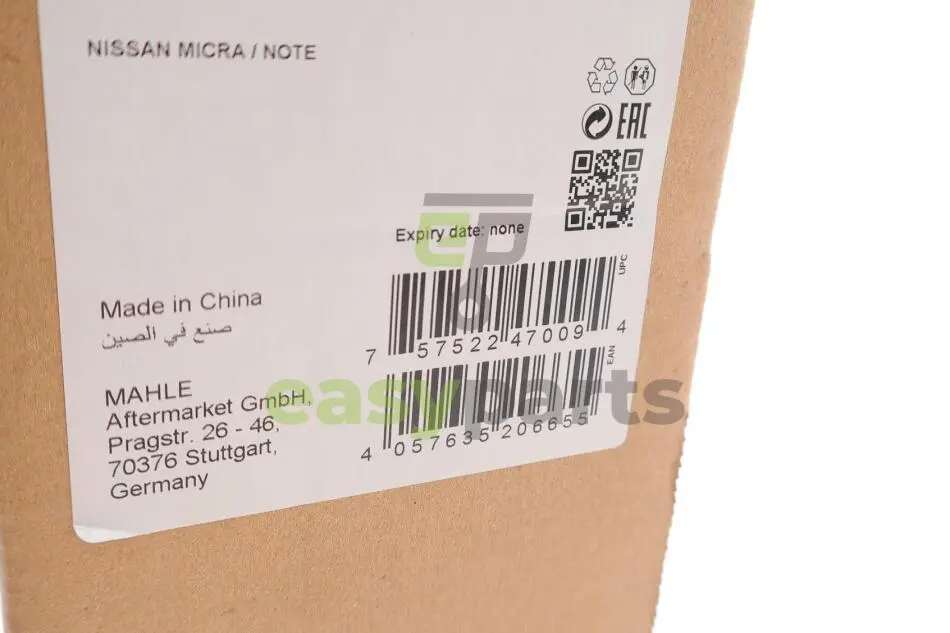 NISSAN MICRA / NOTE
EAC
Expiry date: none
UPC
7 57522 47009 4
Made in China
صنع في الصين
EAN
4 057635 206655
MAHLE
Aftermarket GmbH,
Pragstr. 26 - 46,
70376 Stuttgart,
Germany
ep
easyparts